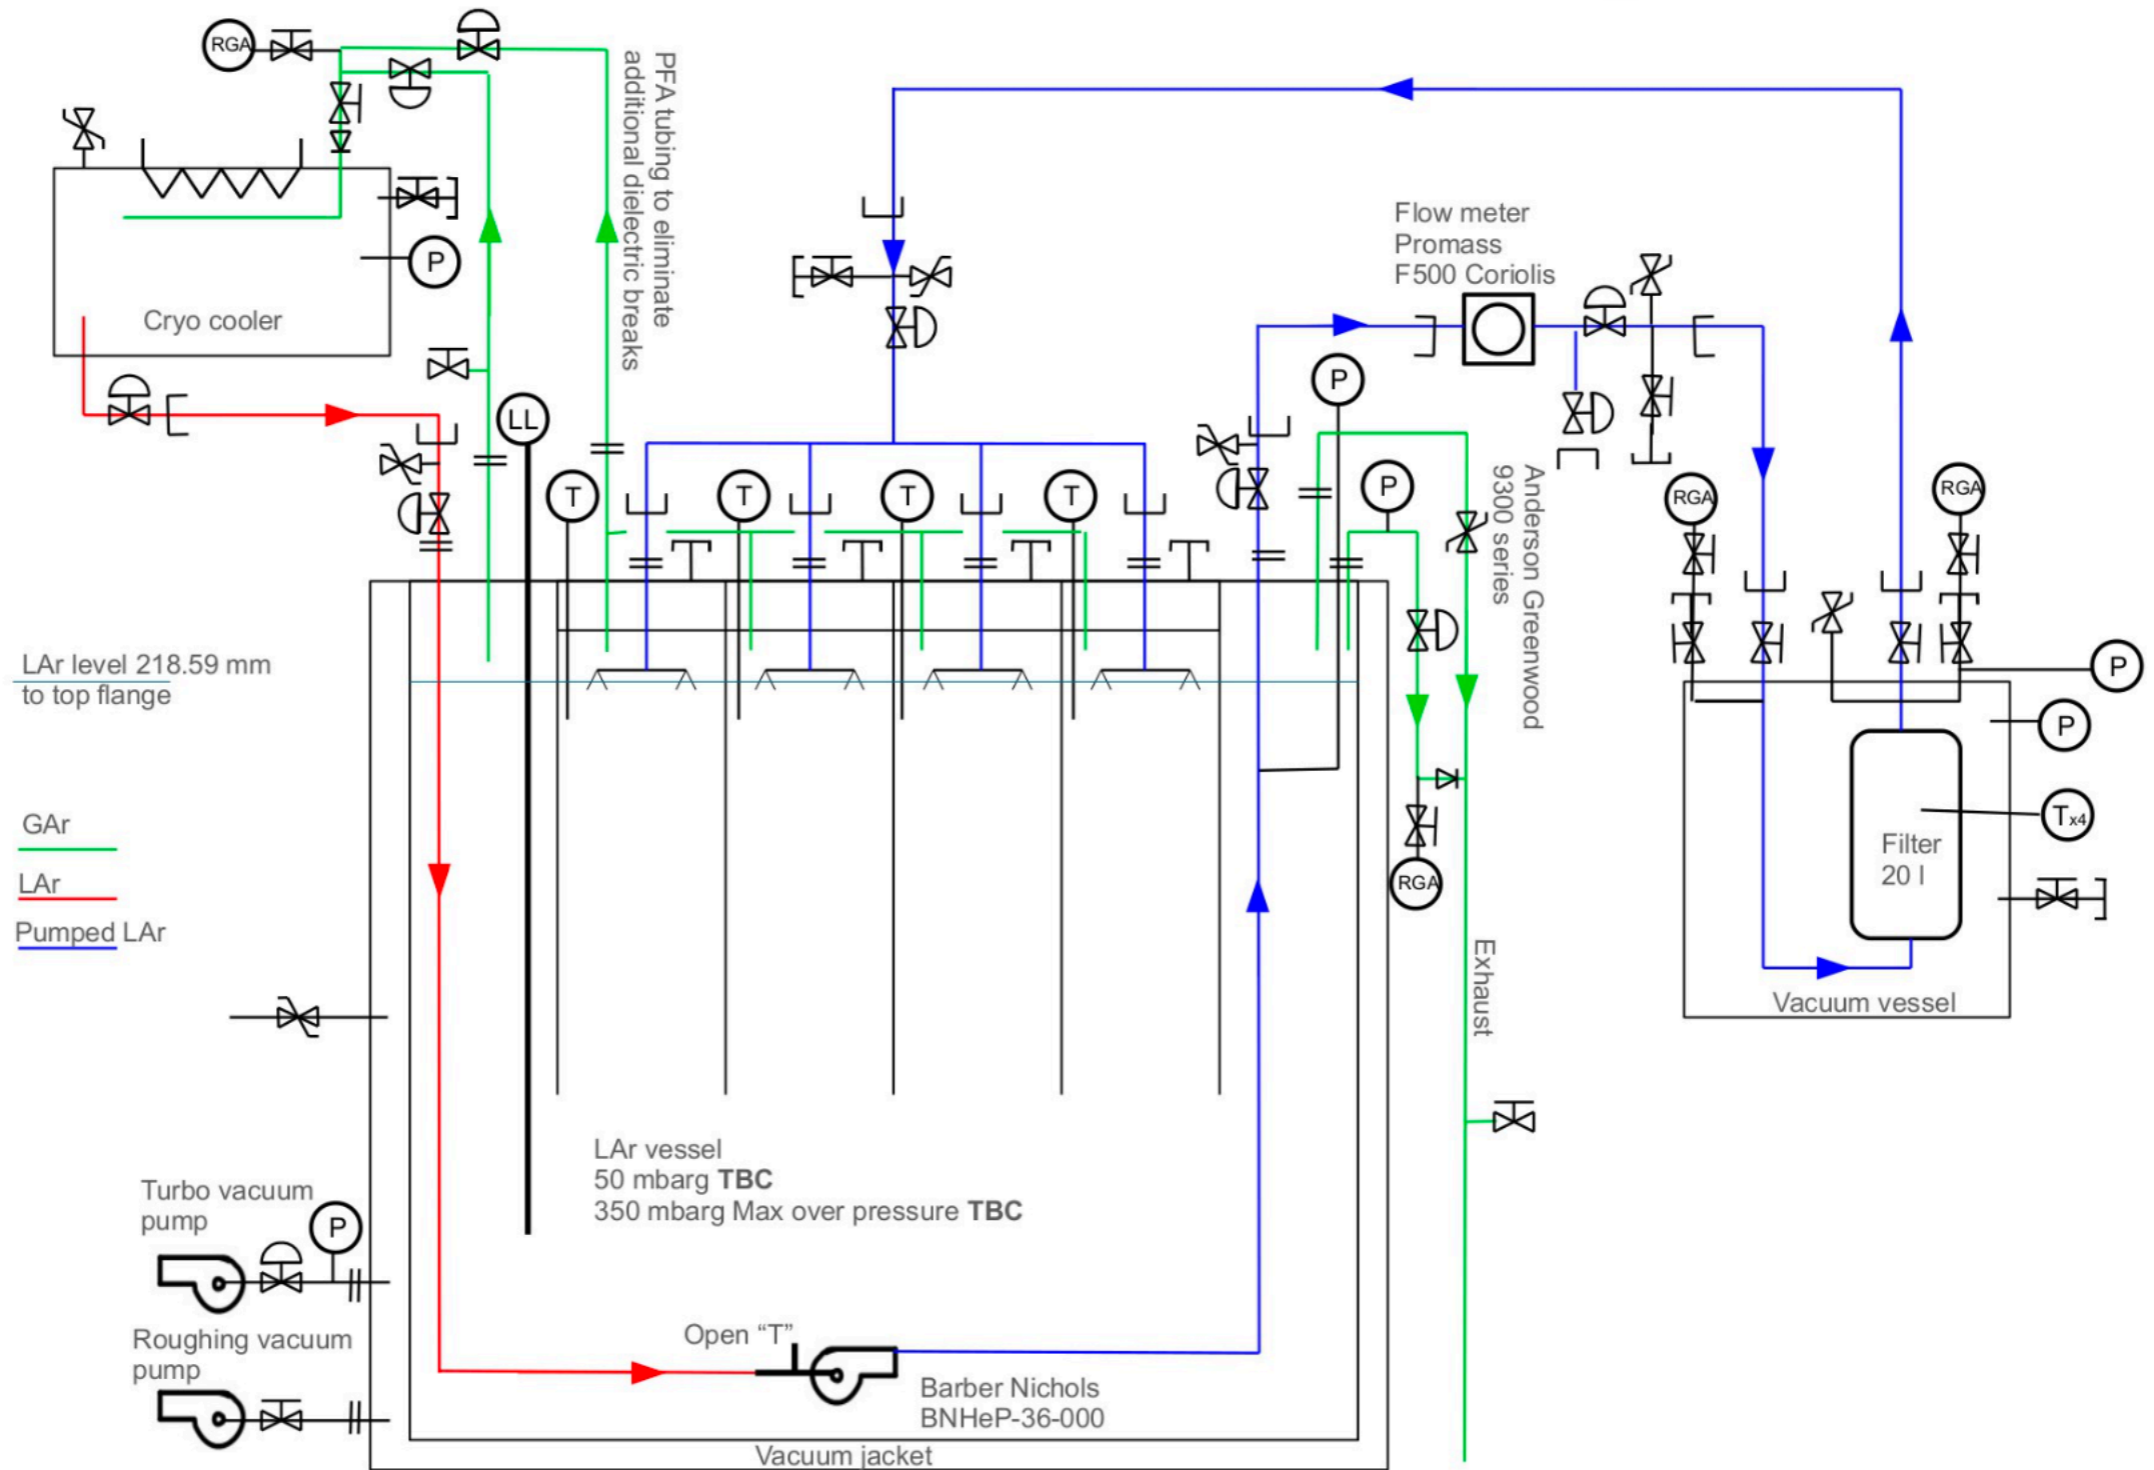 RGA
PFA tubing to eliminate
additional dielectric breaks
P
Cryo cooler
Flow meter
Promass
F500 Coriolis
P
LL
T
T
T
T
P
Anderson Greenwood
9300 series
RGA
RGA
LAr level 218.59 mm
to top flange
P
P
GAr
LAr
Pumped LAr
Tx4
Filter
20 l
RGA
Exhaust
Vacuum vessel
LAr vessel
50 mbarg TBC
350 mbarg Max over pressure TBC
Turbo vacuum
pump
P
Roughing vacuum
pump
Open “T”
Barber Nichols
BNHeP-36-000
Vacuum jacket